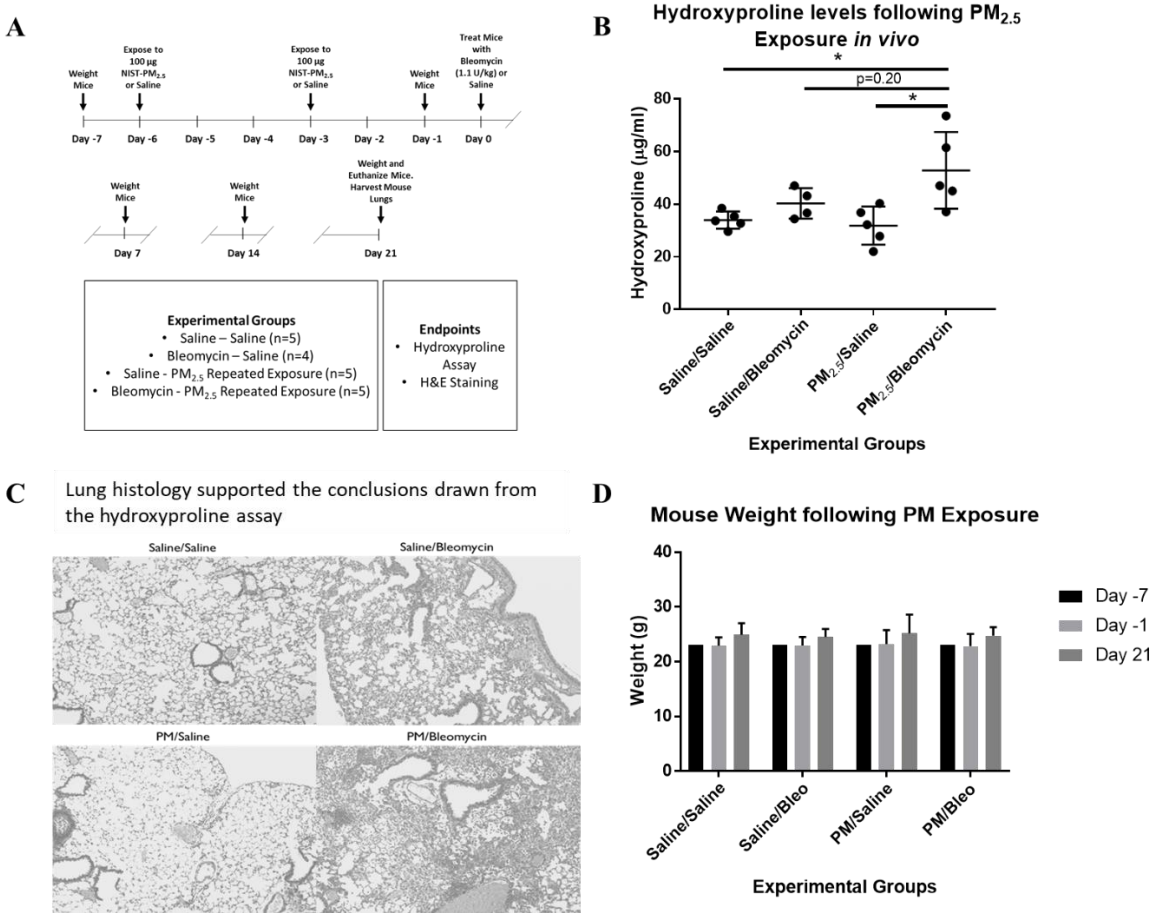 A
Weight
Mice
Expose to
100 µg
NIST-PM2.5
or Saline
Expose to
100 µg
NIST-PM2.5
or Saline
Weight
Mice
Treat Mice
with
Bleomycin
(1.1 U/kg) or
Saline
Day -7
Day -6
Day -5
Day -4
Day -3
Day -2
Day -1
Day 0
Weight
Mice
Weight
Mice
Weight and
Euthanize Mice.
Harvest Mouse
Lungs
Day 7
Day 14
Day 21
Experimental Groups
• Saline – Saline (n=5)
• Bleomycin – Saline (n=4)
• Saline - PM2.5 Repeated Exposure (n=5)
• Bleomycin - PM2.5 Repeated Exposure (n=5)
Endpoints
• Hydroxyproline
Assay
• H&E Staining
B
Hydroxyproline levels following PM2.5
Exposure in vivo
*
p=0.20
*
Hydroxyproline (µg/ml)
80
60
40
20
0
Saline/Saline
Saline/Bleomycin
PM2.5/Saline
PM2.5/Bleomycin
Experimental Groups
C
Lung histology supported the conclusions drawn from
the hydroxyproline assay
Saline/Saline
Saline/Bleomycin
PM/Saline
PM/Bleomycin
D
Mouse Weight following PM Exposure
Weight (g)
40
30
20
10
0
Saline/Saline
Saline/Bleo
PM/Saline
PM/Bleo
Experimental Groups
Day -7
Day -1
Day 21